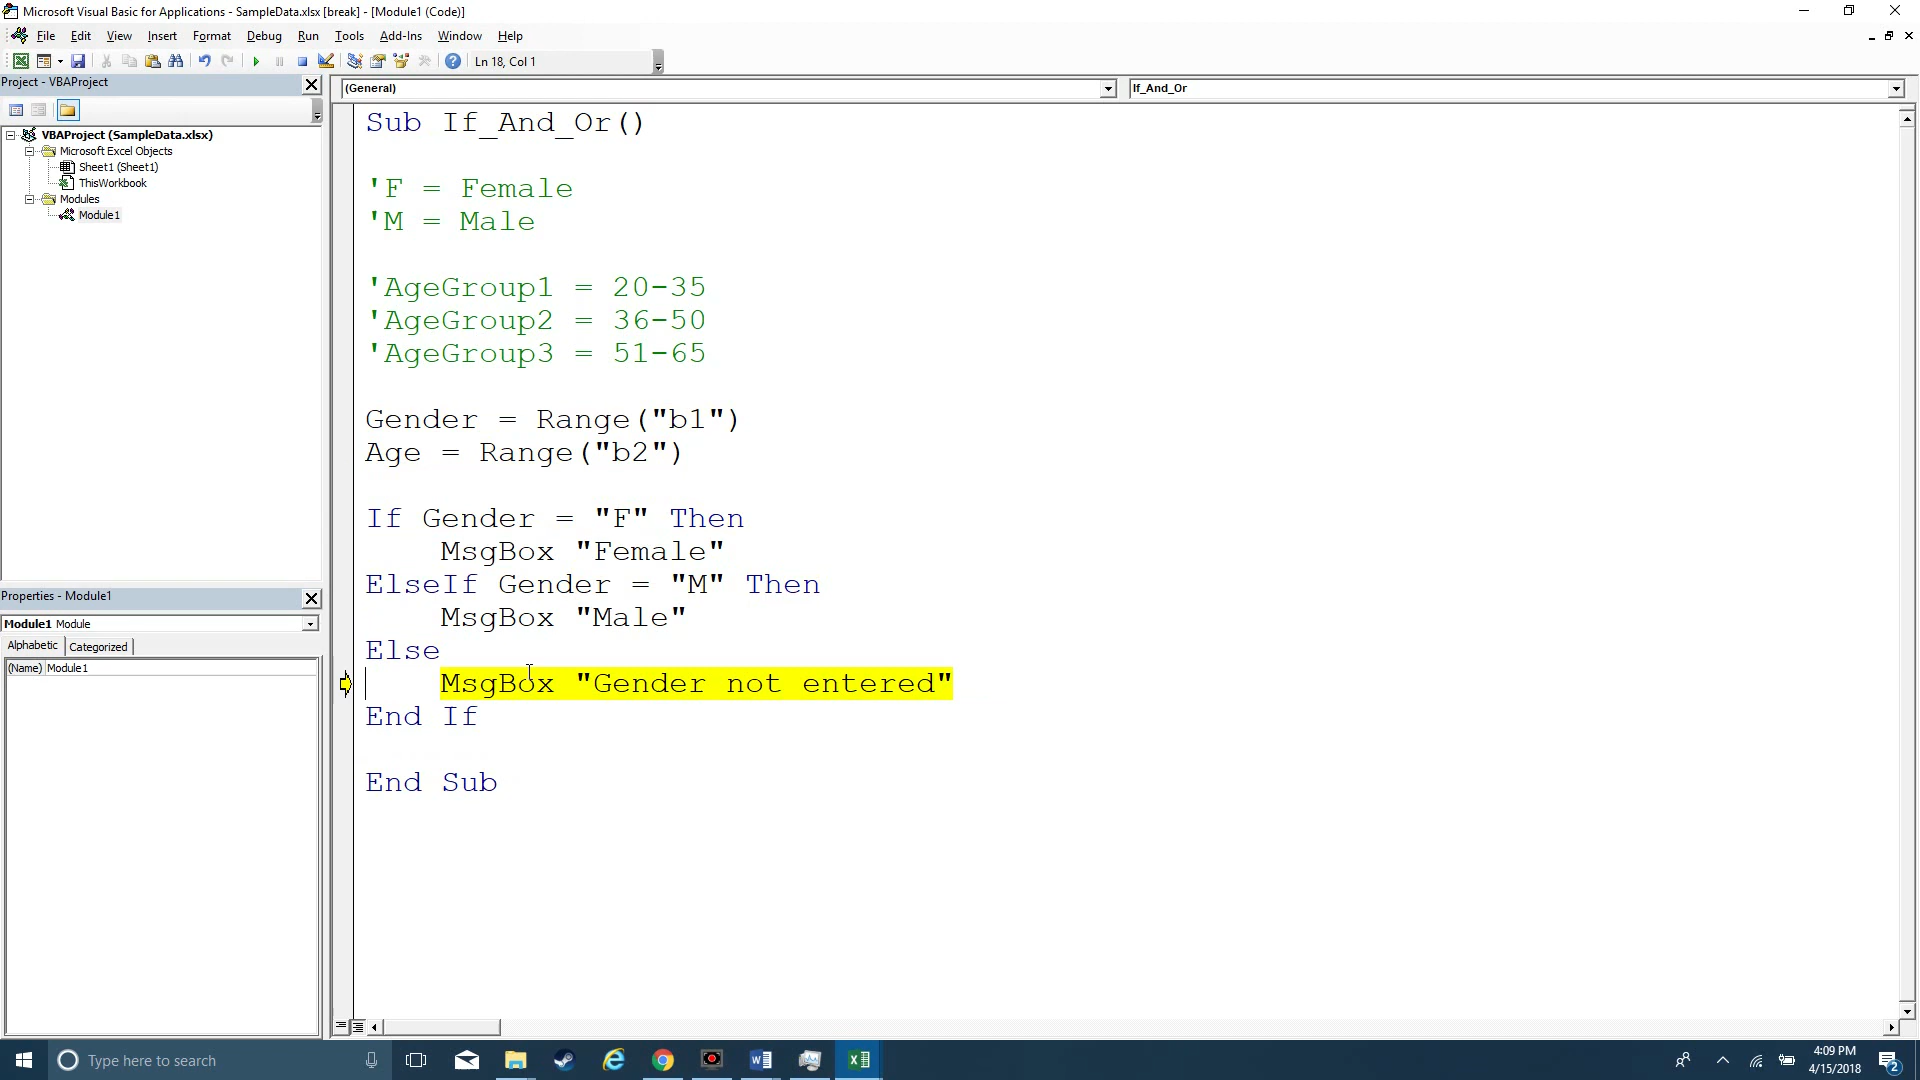 Microsoft Visual Basic for Applications - SampleData.xlsx [break] - [Module1 (Code)]
File Edit View Insert Format Debug Run Tools Add-Ins Window Help
Ln 18, Col 1
Project - VBAProject
(General)
If_And_Or
VBAProject (SampleData.xlsx)
Microsoft Excel Objects
Sheet1 (Sheet1)
ThisWorkbook
Modules
Module1
Properties - Module1
Module1 Module
Alphabetic Categorized
(Name) Module1
Sub If_And_Or()
'F = Female
'M = Male
'AgeGroup1 = 20-35
'AgeGroup2 = 36-50
'AgeGroup3 = 51-65
Gender = Range("b1")
Age = Range("b2")
If Gender = "F" Then
MsgBox "Female"
ElseIf Gender = "M" Then
MsgBox "Male"
Else
MsgBox "Gender not entered"
End If
End Sub
Type here to search
4:09 PM
4/15/2018
2